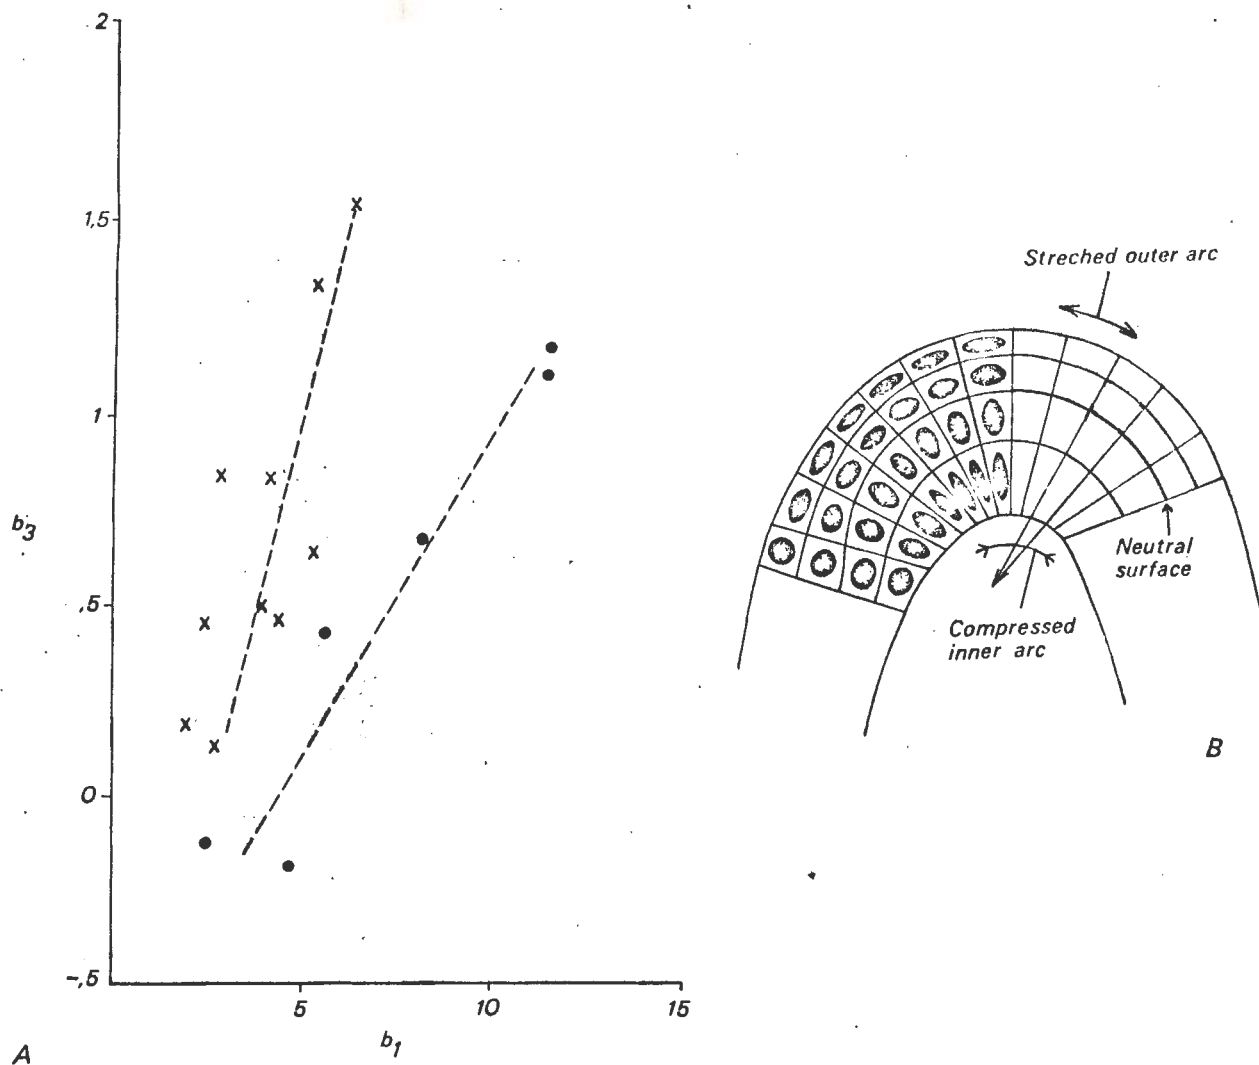 2
1,5
1
b3
,5
0
-,5
5
10
15
b1
A
Streched outer arc
Neutral
surface
Compressed
inner arc
B